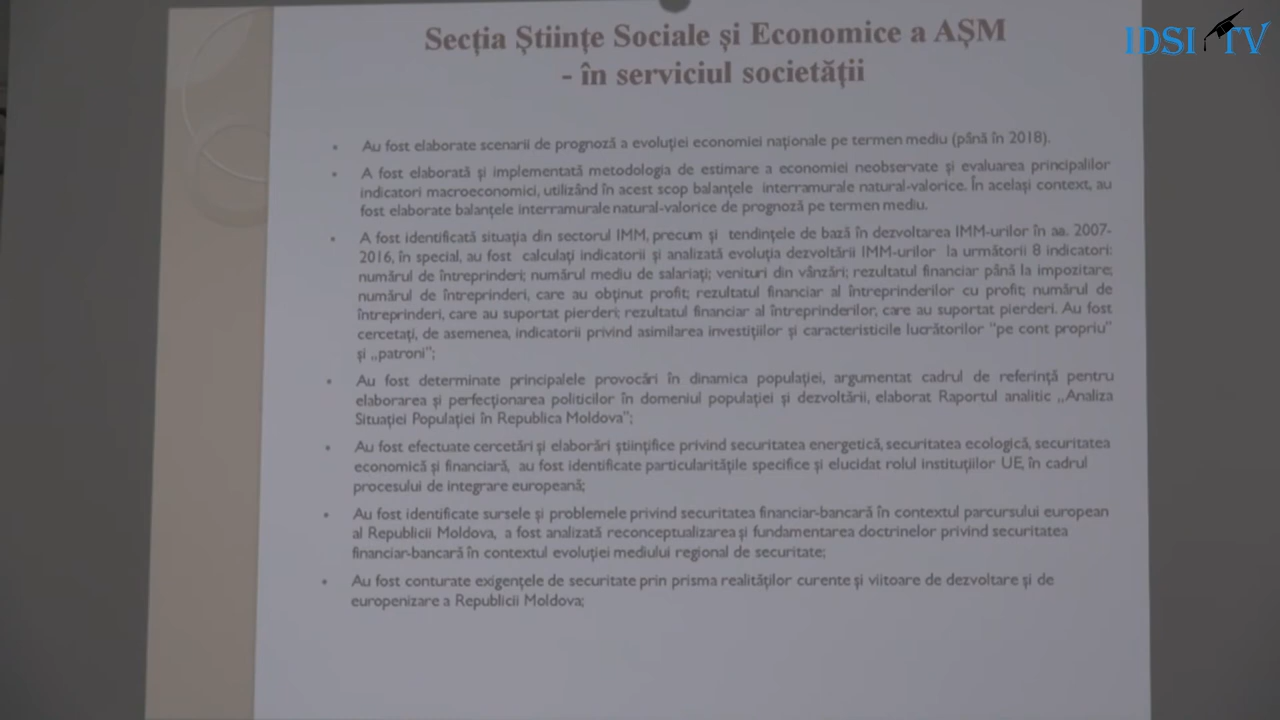 Secția Științe Sociale și Economice a AȘM
- în serviciul societății
IDSI TV
• Au fost elaborate scenarii de prognoză a evoluției economiei naționale pe termen mediu (până în 2018).
• A fost elaborată și implementată metodologia de estimare a economiei neobservate și evaluarea principalilor
indicatori macroeconomici, utilizând în acest scop balanțele interramurale natural-valorice. În același context, au
fost elaborate balanțele interramurale natural-valorice de prognoză pe termen mediu.
• A fost identificată situația din sectorul IMM, precum și tendințele de bază în dezvoltarea IMM-urilor în aa. 2007-
2016, în special, au fost calculați indicatorii și analizată evoluția dezvoltării IMM-urilor la următorii 8 indicatori:
numărul de întreprinderi; numărul mediu de salariați; venituri din vânzări; rezultatul financiar până la impozitare;
numărul de întreprinderi, care au obținut profit; rezultatul financiar al întreprinderilor cu profit; numărul de
întreprinderi, care au suportat pierderi; rezultatul financiar al întreprinderilor, care au suportat pierderi. Au fost
cercetați, de asemenea, indicatorii privind asimilarea investițiilor și caracteristicile lucrătorilor "pe cont propriu"
și „patroni";
• Au fost determinate principalele provocări în dinamica populației, argumentat cadrul de referință pentru
elaborarea și perfecționarea politicilor în domeniul populației și dezvoltării, elaborat Raportul analitic „Analiza
Situației Populației în Republica Moldova";
• Au fost efectuate cercetări și elaborări științifice privind securitatea energetică, securitatea ecologică, securitatea
economică și financiară, au fost identificate particularitățile specifice și elucidat rolul instituțiilor UE, în cadrul
procesului de integrare europeană;
• Au fost identificate sursele și problemele privind securitatea financiar-bancară în contextul parcursului european
al Republicii Moldova, a fost analizată reconceptualizarea și fundamentarea doctrinelor privind securitatea
financiar-bancară în contextul evoluției mediului regional de securitate;
• Au fost conturate exigențele de securitate prin prisma realităților curente și viitoare de dezvoltare și de
europenizare a Republicii Moldova;